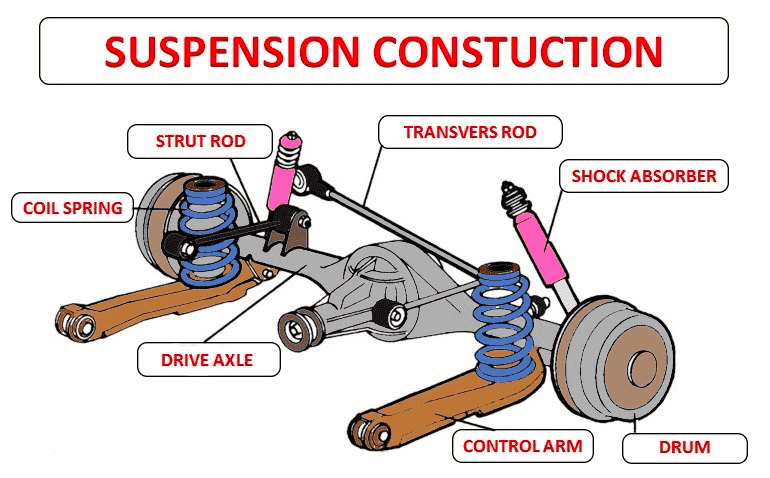 SUSPENSION CONSTUCTION
STRUT ROD
TRANSVERS ROD
SHOCK ABSORBER
COIL SPRING
DRIVE AXLE
CONTROL ARM
DRUM